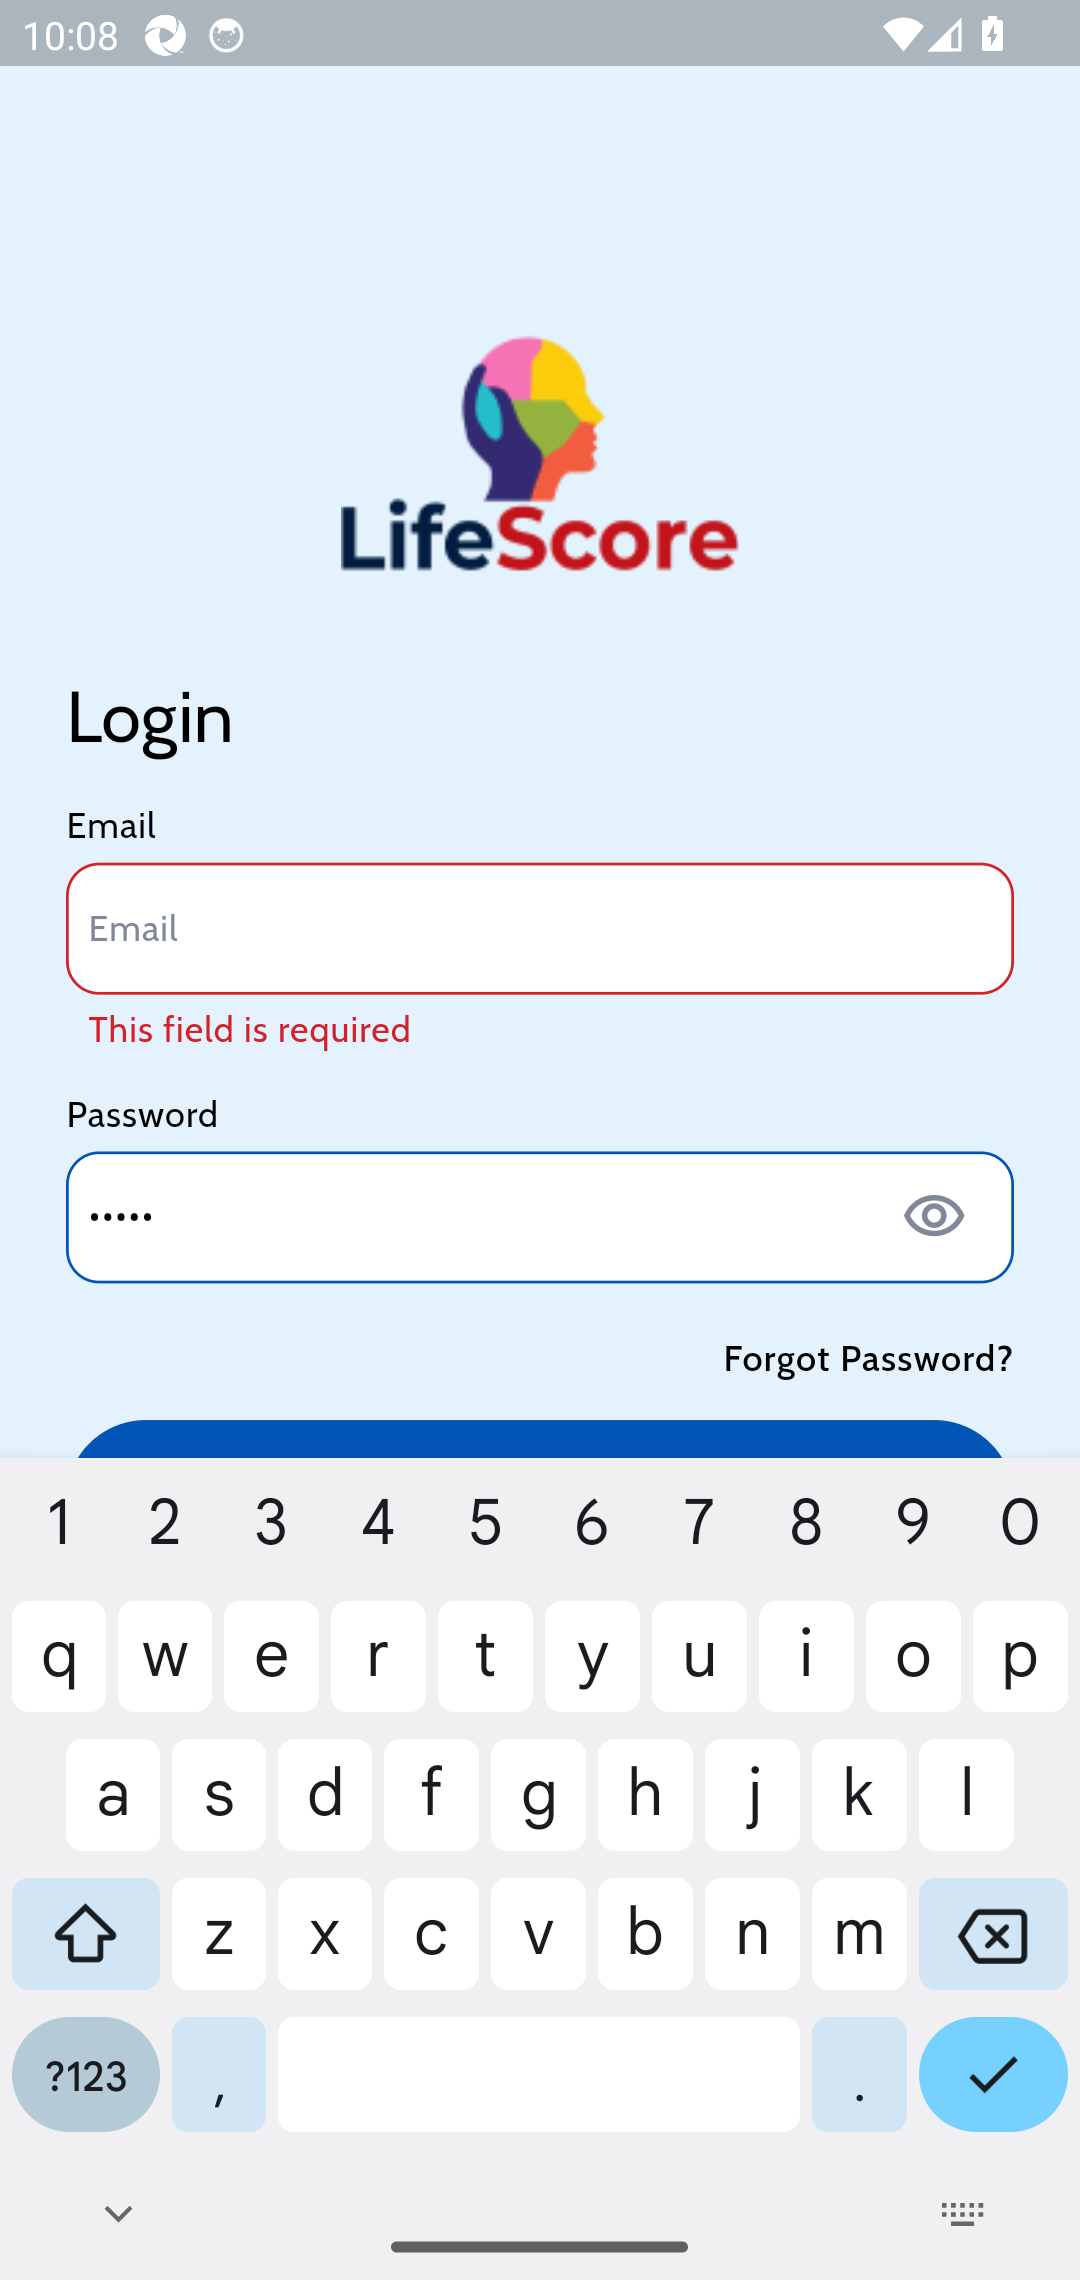 10:08
LifeScore
Login
Email
Email
This field is required
Password
•••••
Forgot Password?
1 2 3 4 5 6 7 8 9 0
q w e r t y u i o p
a s d f g h j k l
z x c v b n m
?123 , .